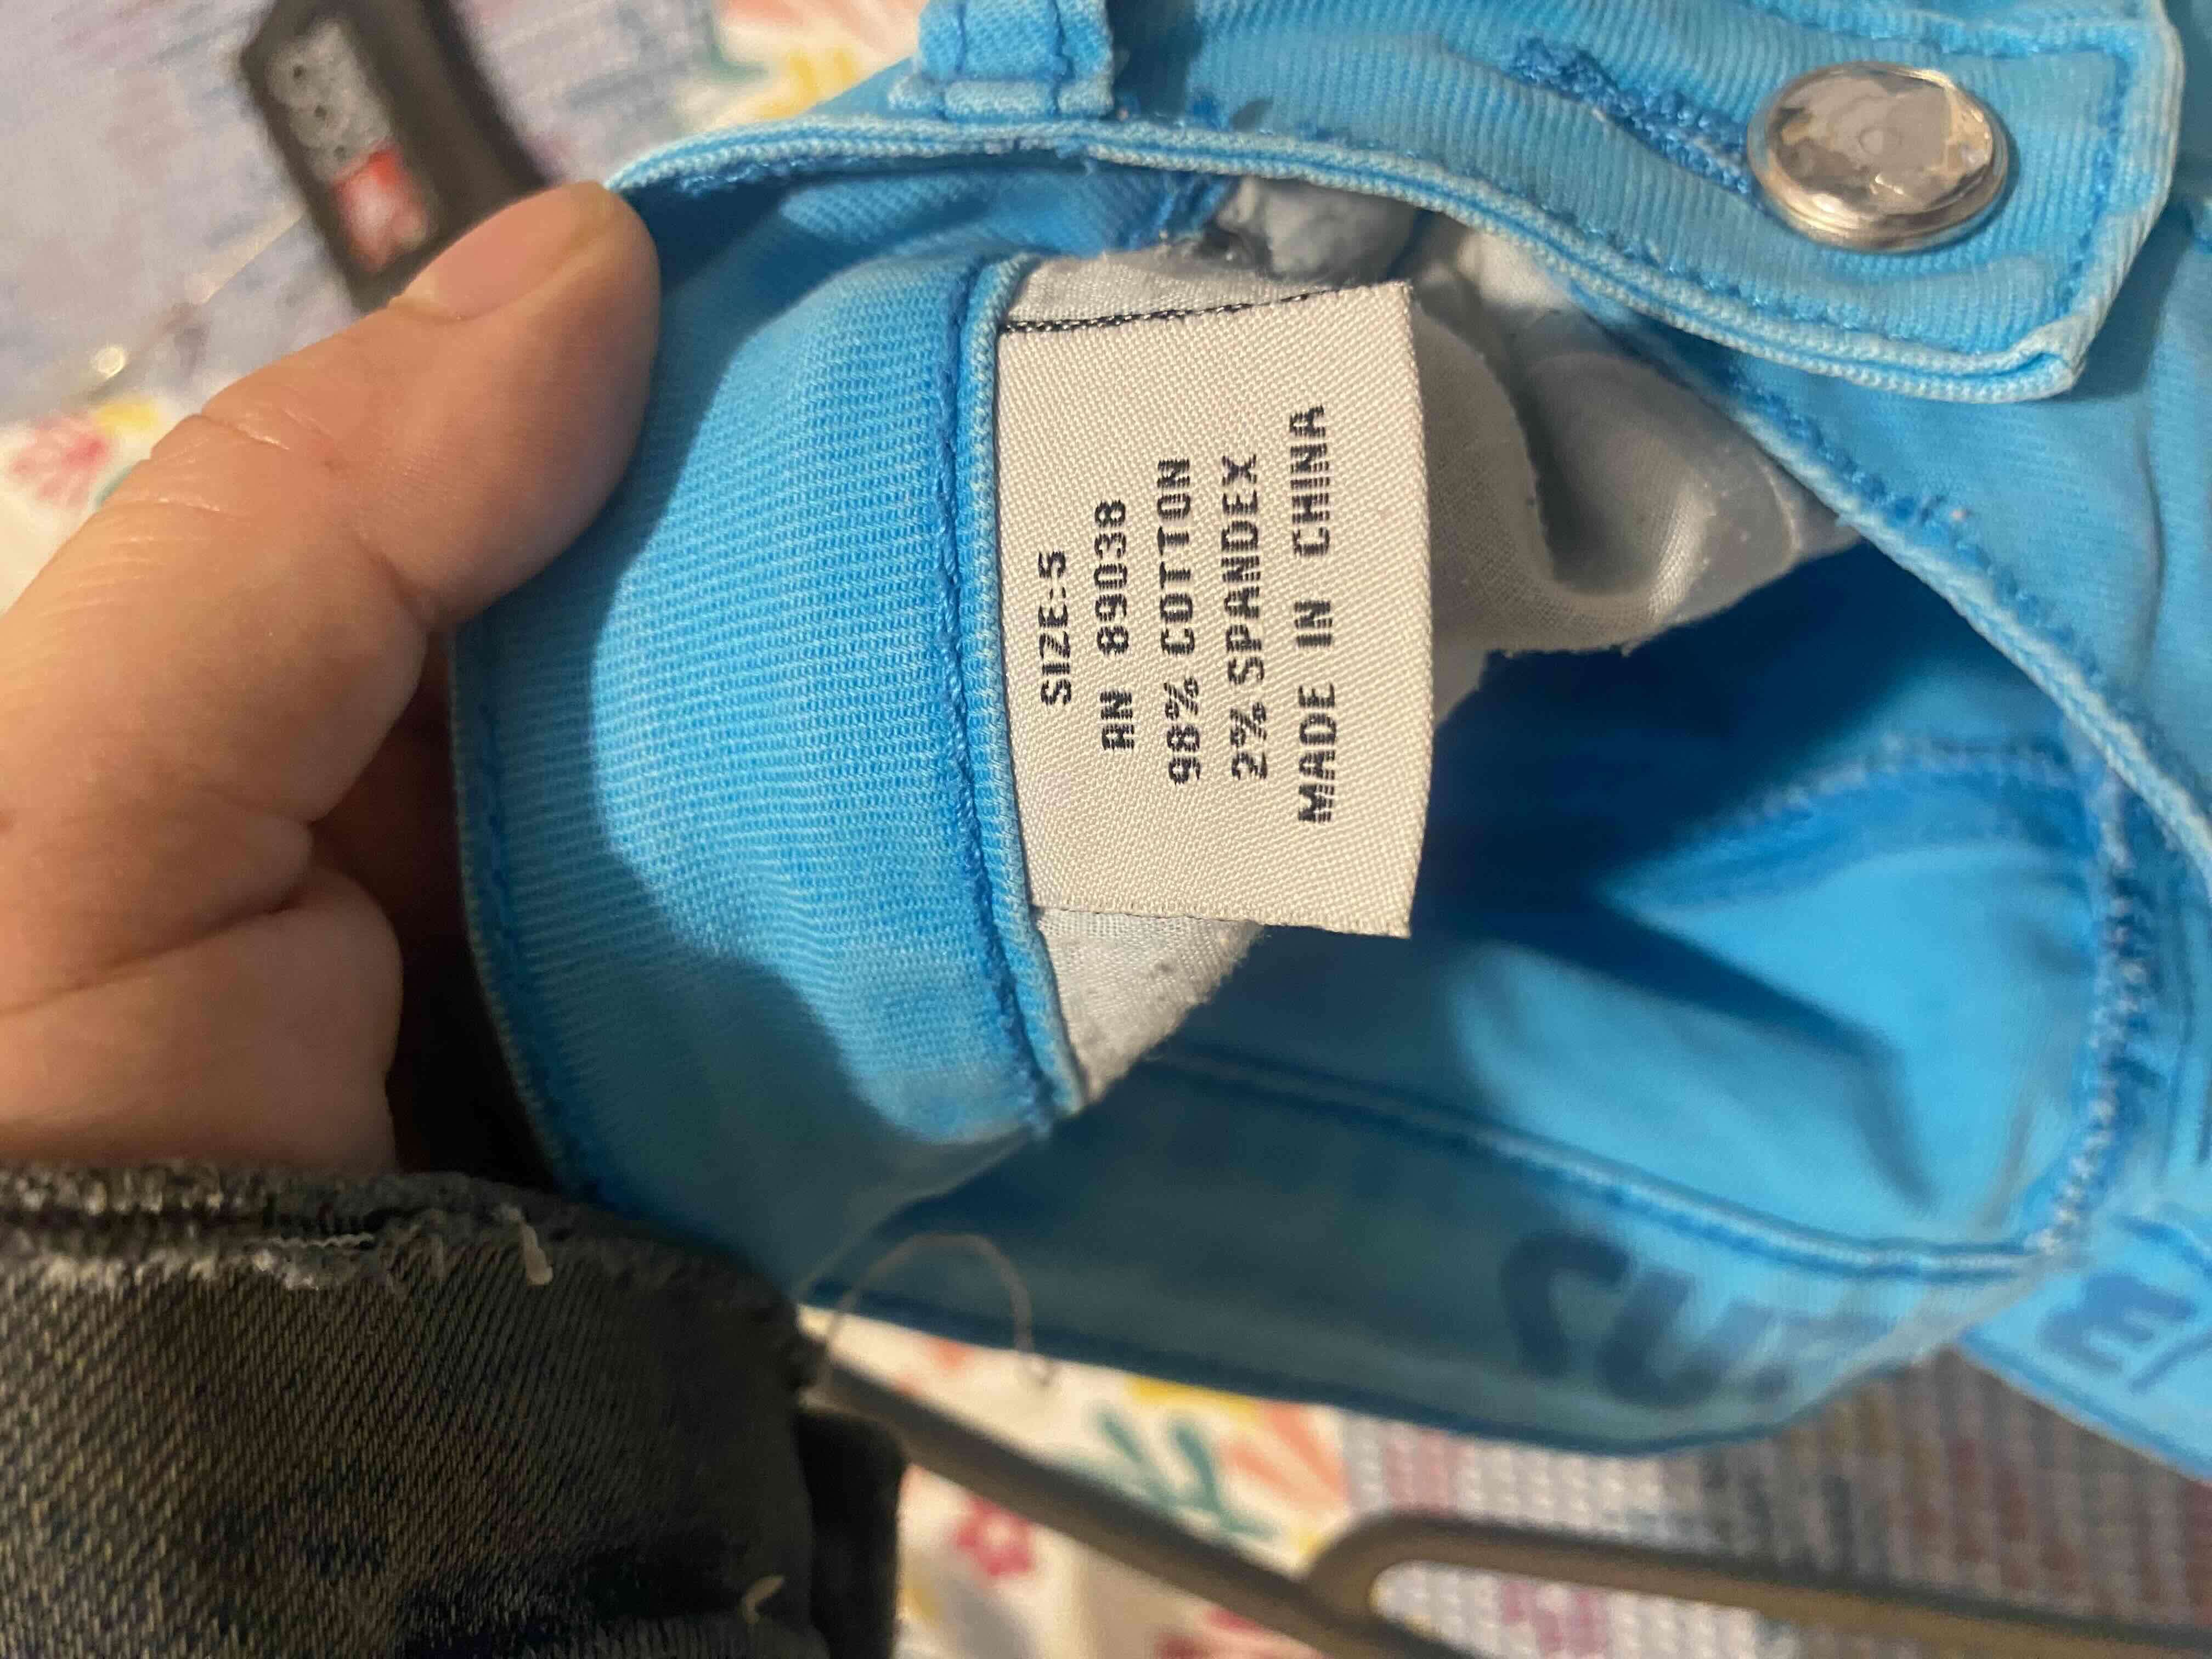 SIZE:5
RN 89038
98% COTTON
2% SPANDEX
MADE IN CHINA